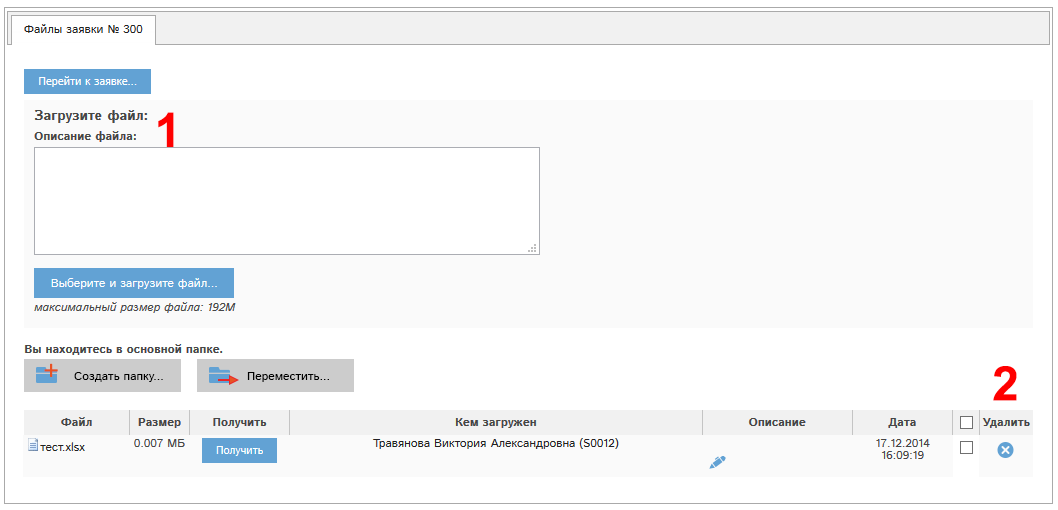 Файлы заявки № 300
Перейти к заявке...
Загрузите файл:
1
Описание файла:
Выберите и загрузите файл...
максимальный размер файла: 192M
Вы находитесь в основной папке.
Создать папку... Переместить...
2
Файл Размер Получить Кем загружен Описание Дата Удалить
тест.xlsx 0.007 МБ Получить Травянова Виктория Александровна (S0012) 17.12.2014
16:09:19